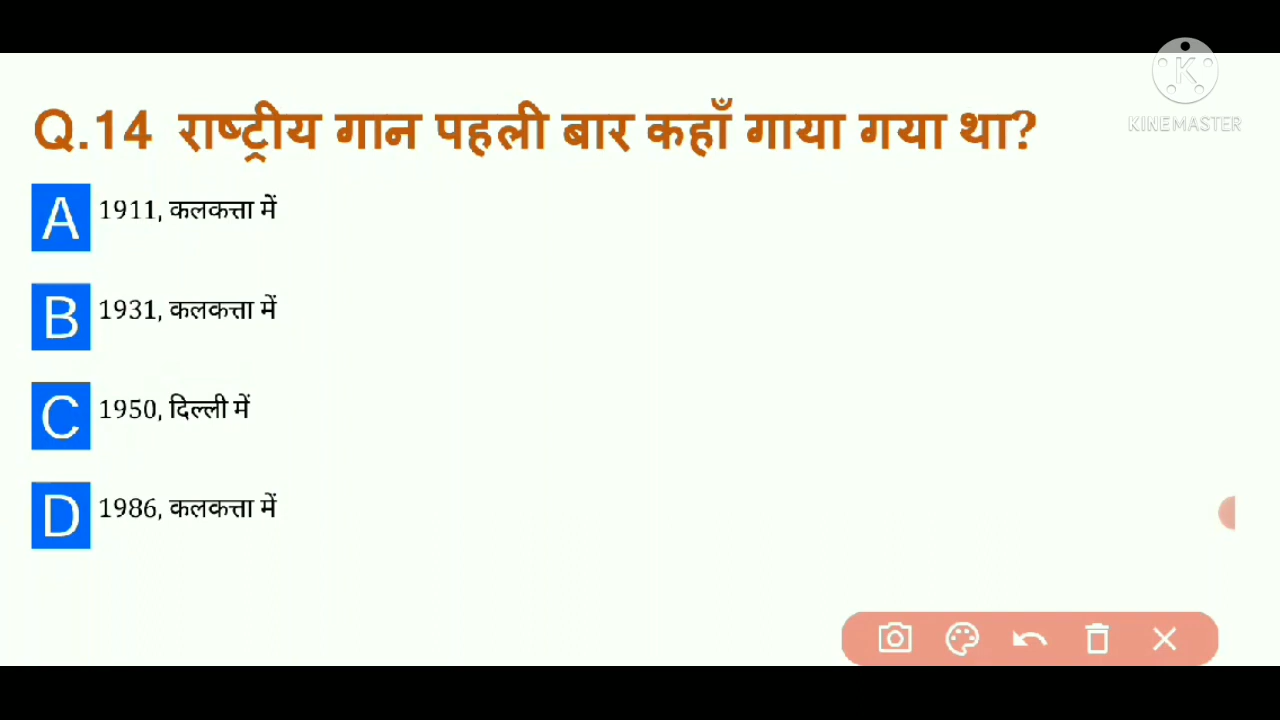 Q.14 राष्ट्रीय गान पहली बार कहाँ गाया गया था?
KINEMASTER
A 1911, कलकत्ता में
B 1931, कलकत्ता में
C 1950, दिल्ली में
D 1986, कलकत्ता में